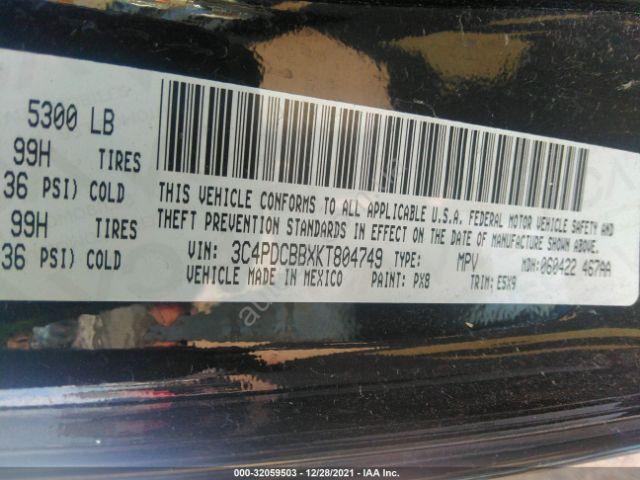 5300 LB
99H TIRES
36 PSI) COLD
99H TIRES
36 PSI) COLD
THIS VEHICLE CONFORMS TO ALL APPLICABLE U.S.A. FEDERAL MOTOR VEHICLE SAFETY AND
THEFT PREVENTION STANDARDS IN EFFECT ON THE DATE OF MANUFACTURE SHOWN ABOVE.
VIN: 3C4PDCBBXKT804749 TYPE: MPV MDH: 060422 467AA
VEHICLE MADE IN MEXICO PAINT: PX8 TRIM: E5X9
000-32059503 - 12/28/2021 - IAA Inc.